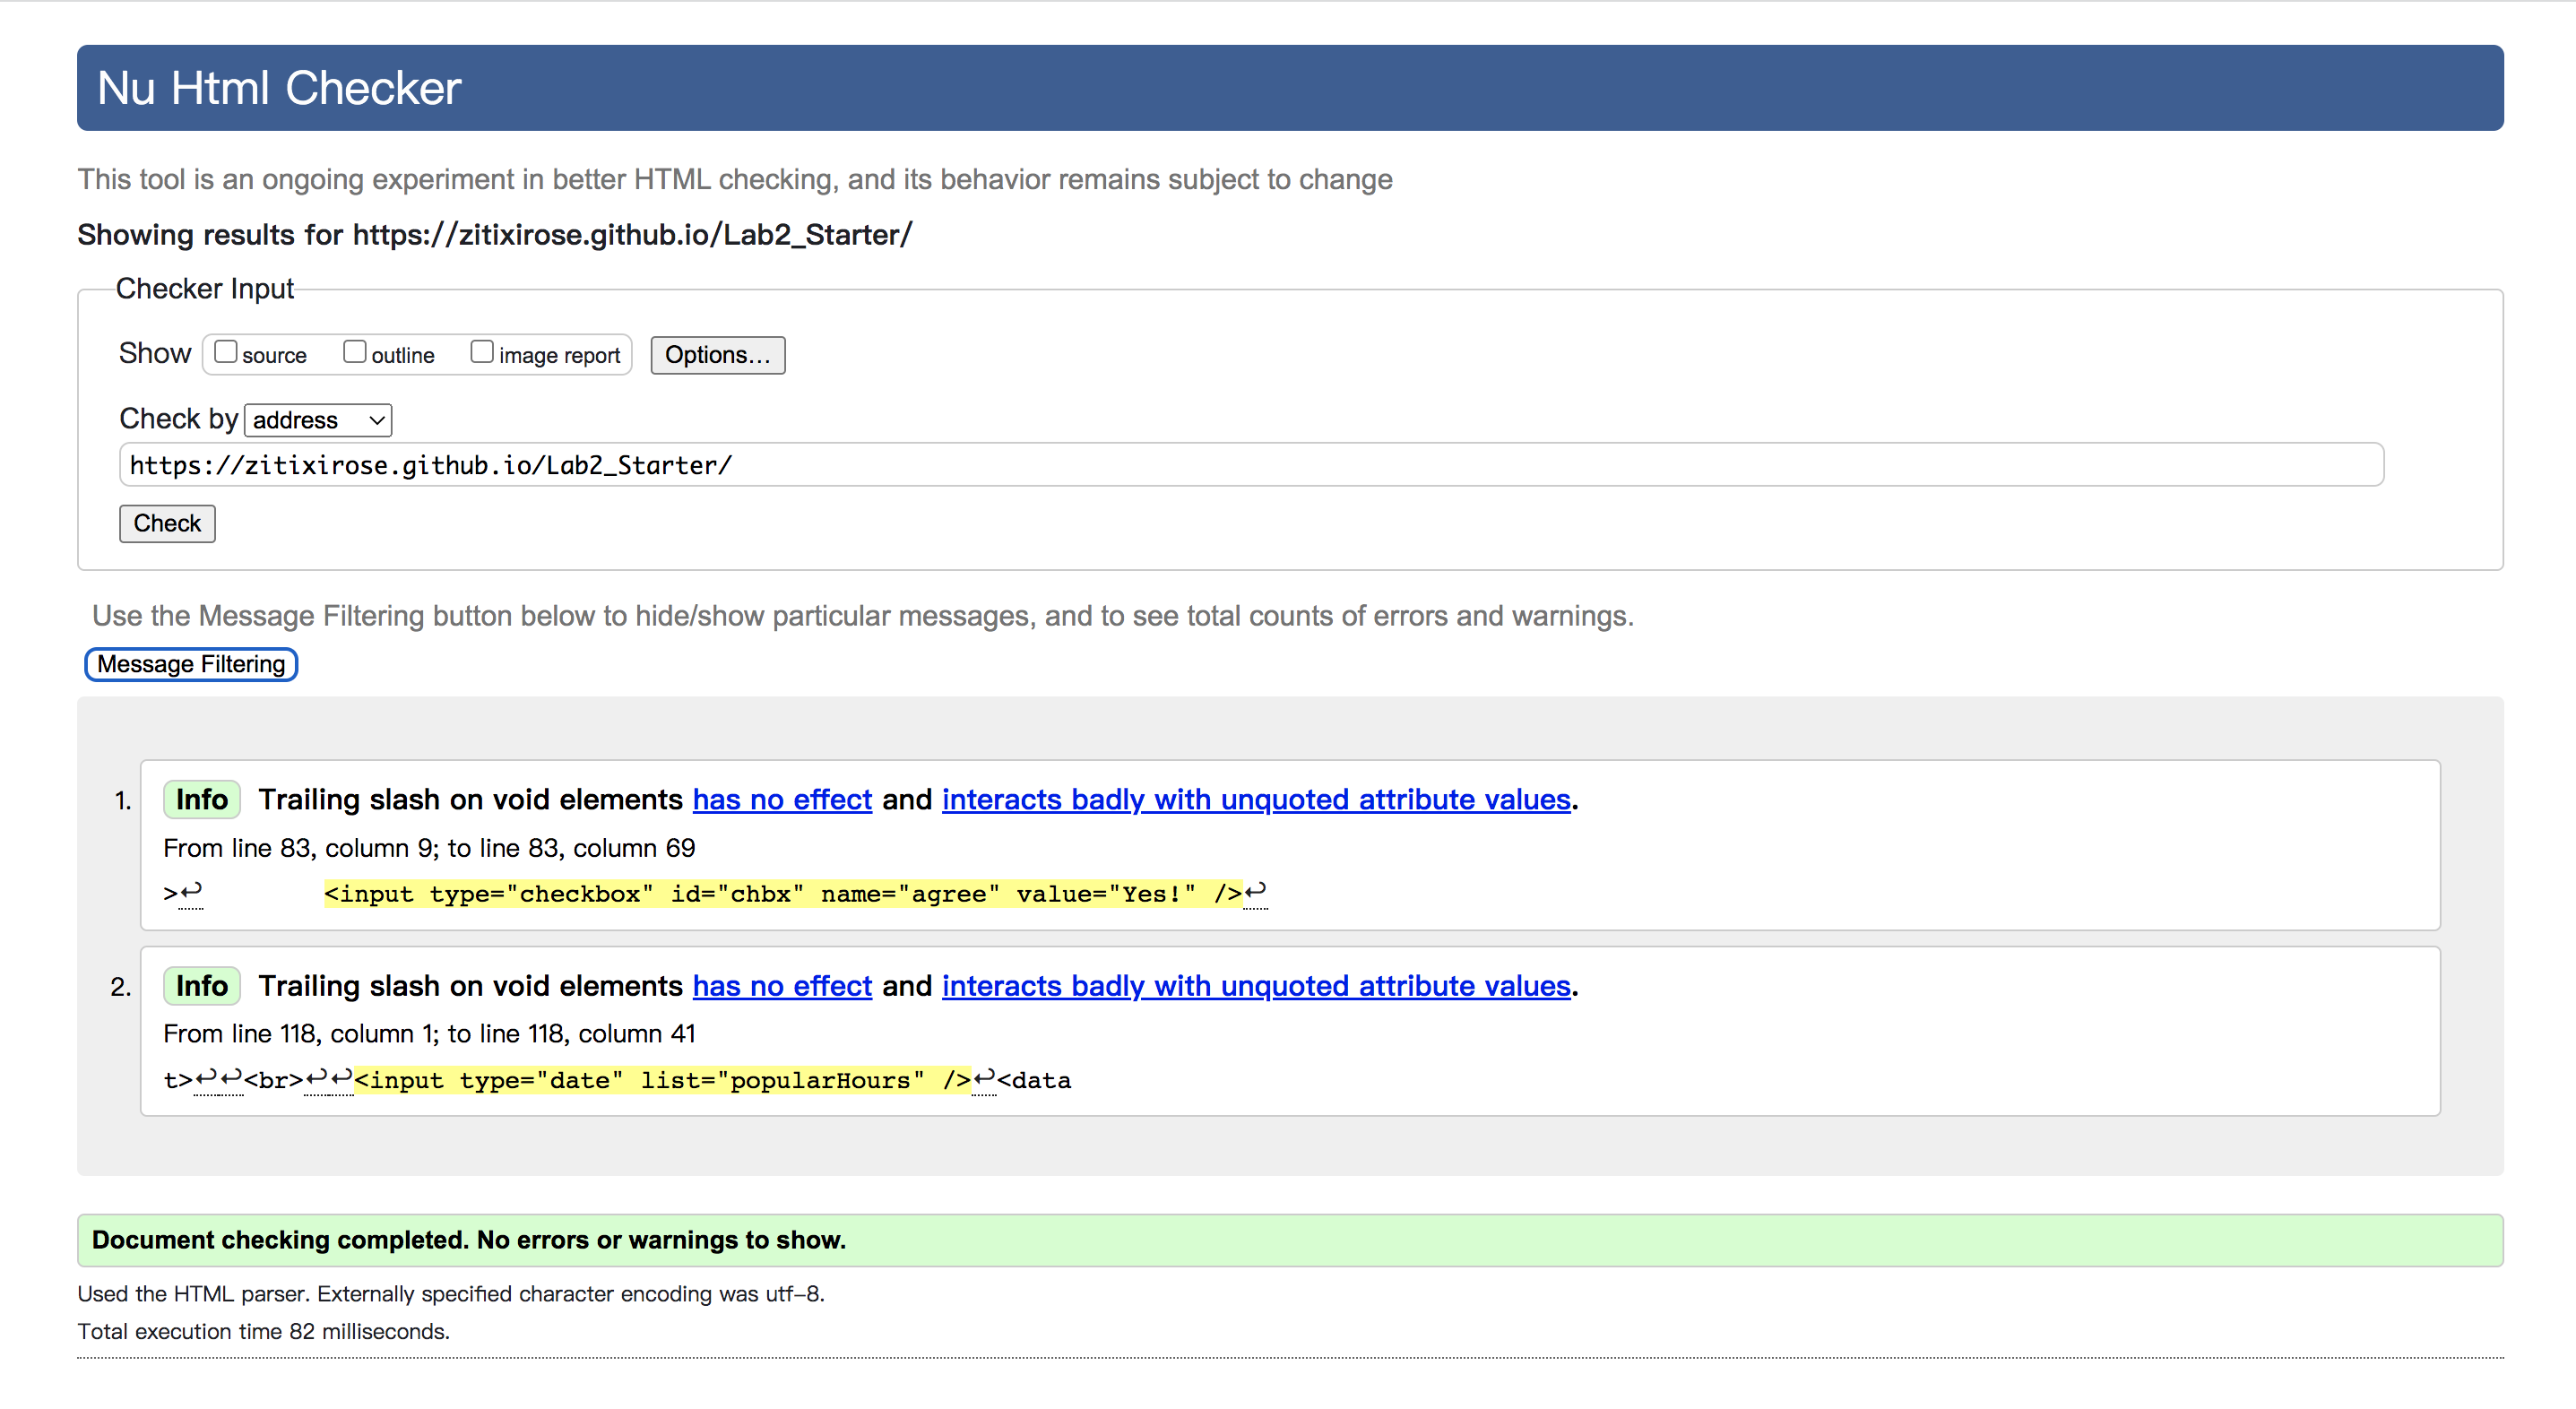 Nu Html Checker
This tool is an ongoing experiment in better HTML checking, and its behavior remains subject to change
Showing results for https://zitixirose.github.io/Lab2_Starter/
Checker Input
Show source outline image report Options...
Check by address
https://zitixirose.github.io/Lab2_Starter/
Check
Use the Message Filtering button below to hide/show particular messages, and to see total counts of errors and warnings.
Message Filtering
1. Info Trailing slash on void elements has no effect and interacts badly with unquoted attribute values.
From line 83, column 9; to line 83, column 69
>↩ <input type="checkbox" id="chbx" name="agree" value="Yes!" />↩
2. Info Trailing slash on void elements has no effect and interacts badly with unquoted attribute values.
From line 118, column 1; to line 118, column 41
t>↩↩<br>↩↩<input type="date" list="popularHours" />↩<data
Document checking completed. No errors or warnings to show.
Used the HTML parser. Externally specified character encoding was utf-8.
Total execution time 82 milliseconds.